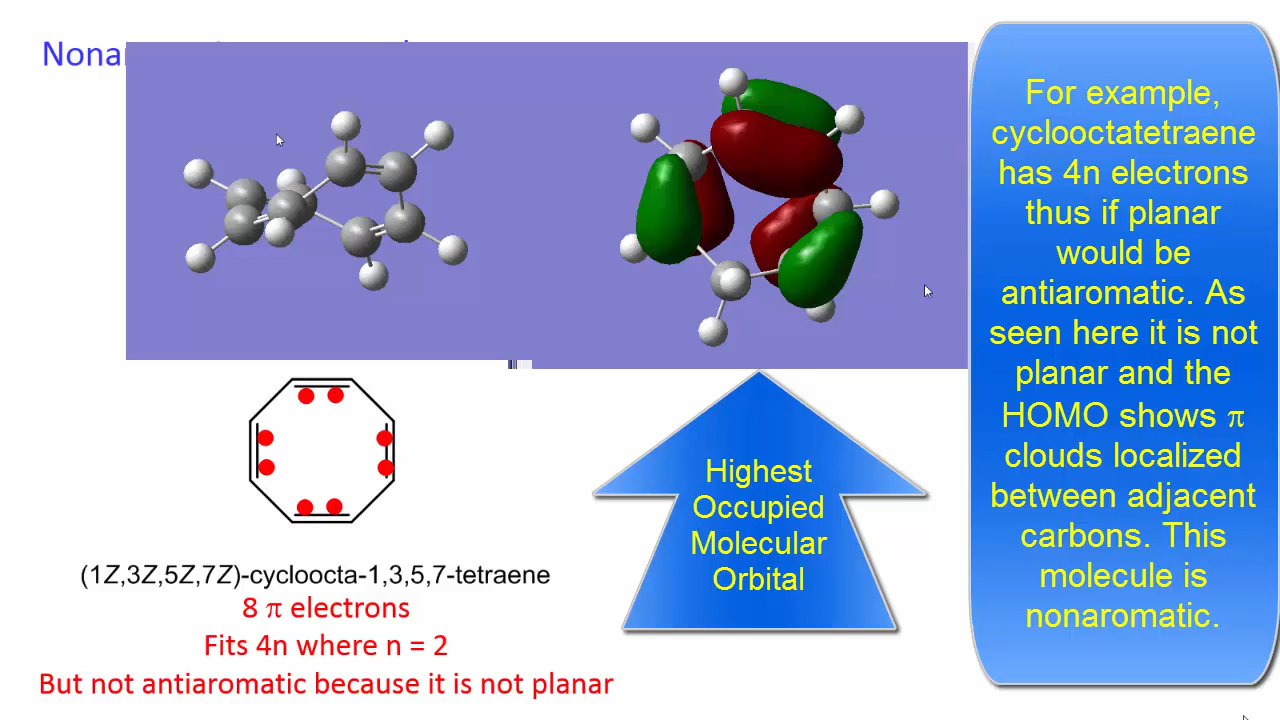 (1Z,3Z,5Z,7Z)-cycloocta-1,3,5,7-tetraene
8 π electrons
Fits 4n where n = 2
But not antiaromatic because it is not planar
Highest
Occupied
Molecular
Orbital
For example,
cyclooctatetraene
has 4n electrons
thus if planar
would be
antiaromatic. As
seen here it is not
planar and the
HOMO shows π
clouds localized
between adjacent
carbons. This
molecule is
nonaromatic.